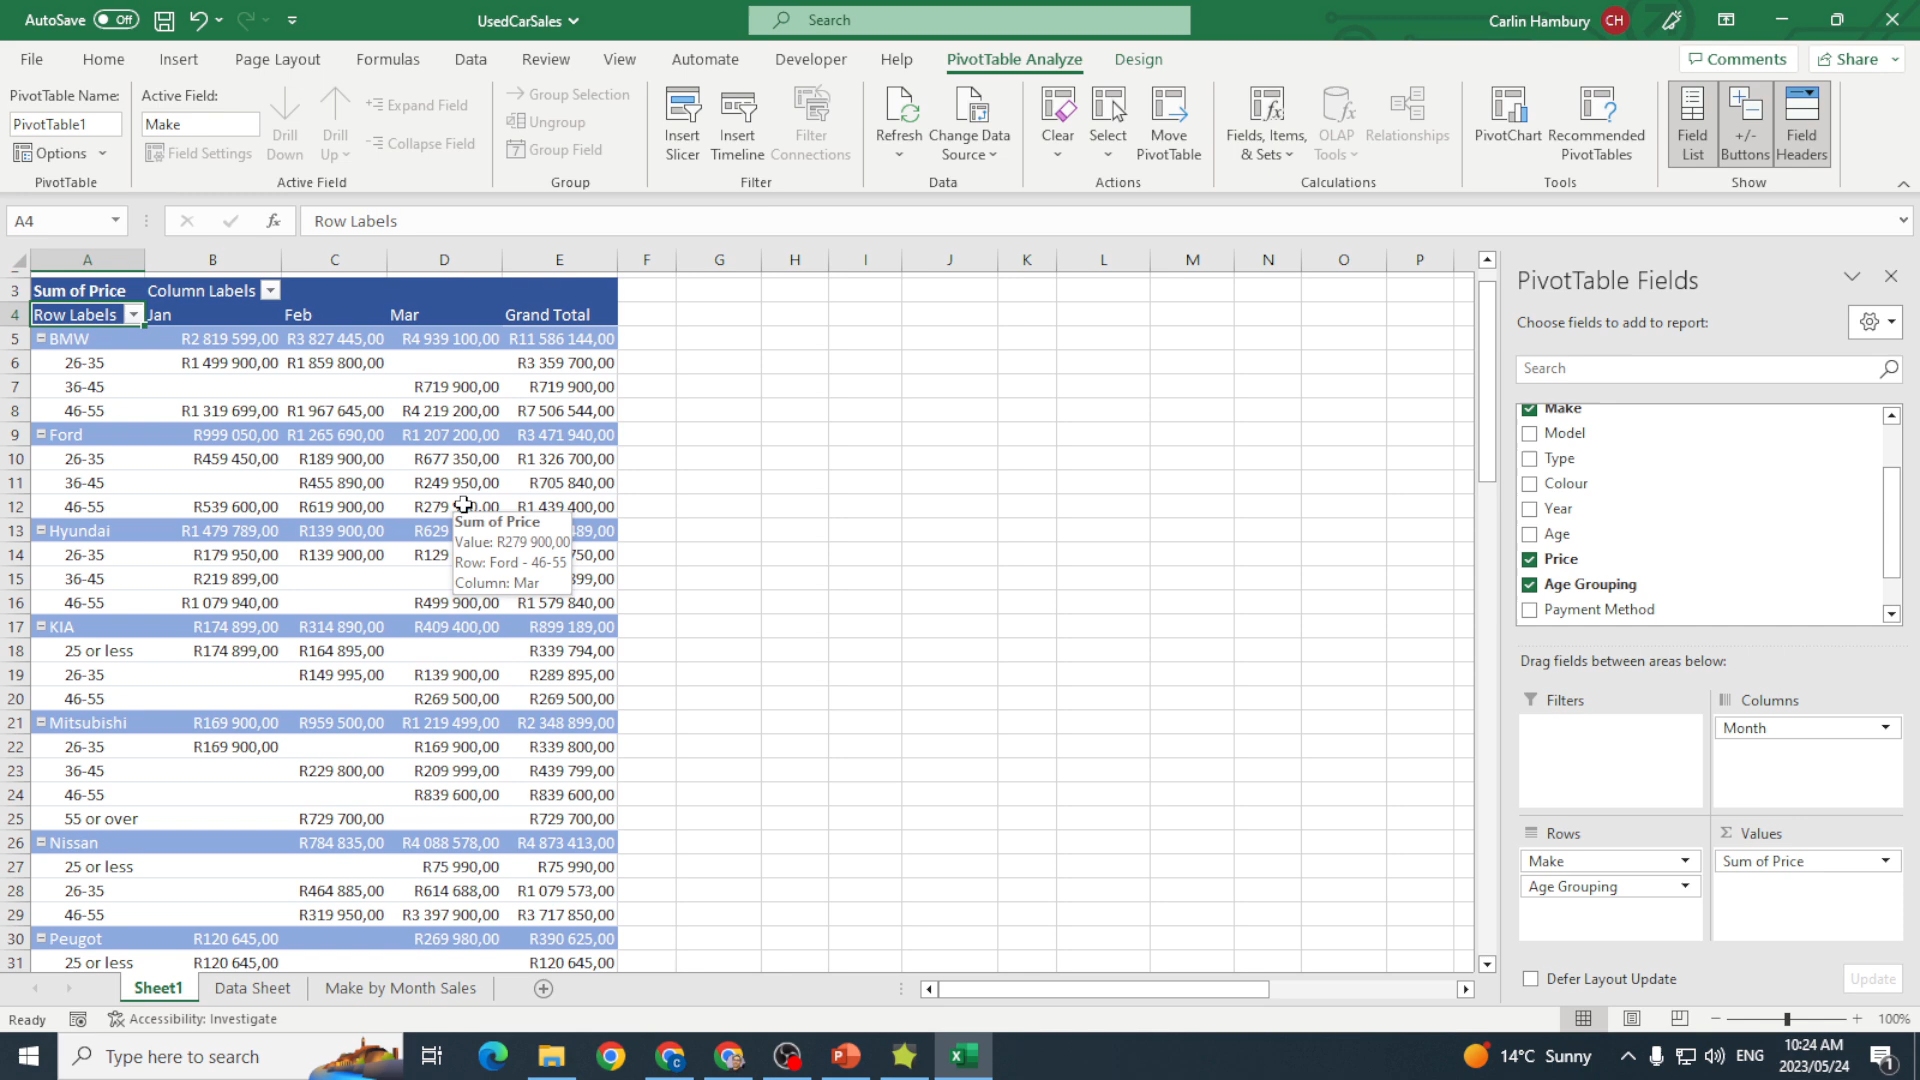 AutoSave Off UsedCarSales Search Carlin Hambury CH
File Home Insert Page Layout Formulas Data Review View Automate Developer Help PivotTable Analyze Design Comments Share
PivotTable Name: Active Field: Expand Field Group Selection
PivotTable1 Make Ungroup
Options Field Settings Drill Down Drill Up Collapse Field Group Field
Insert Slicer Insert Timeline Filter Connections Refresh Change Data Source Clear Select Move PivotTable Fields, Items, & Sets OLAP Tools Relationships PivotChart Recommended PivotTables Field List +/- Buttons Field Headers
PivotTable Active Field Group Filter Data Actions Calculations Tools Show
A4 fx Row Labels
A B C D E F G H I J K L M N O P
3 Sum of Price Column Labels
4 Row Labels Jan Feb Mar Grand Total
5 BMW R2 819 599,00 R3 827 445,00 R4 939 100,00 R11 586 144,00
6 26-35 R1 499 900,00 R1 859 800,00 R3 359 700,00
7 36-45 R719 900,00 R719 900,00
8 46-55 R1 319 699,00 R1 967 645,00 R4 219 200,00 R7 506 544,00
9 Ford R999 050,00 R1 265 690,00 R1 207 200,00 R3 471 940,00
10 26-35 R459 450,00 R189 900,00 R677 350,00 R1 326 700,00
11 36-45 R455 890,00 R249 950,00 R705 840,00
12 46-55 R539 600,00 R619 900,00 R279 R1 439 400,00
13 Hyundai R1 479 789,00 R139 900,00 R629 489,00
14 26-35 R179 950,00 R139 900,00 R129 750,00
15 36-45 R219 899,00 899,00
16 46-55 R1 079 940,00 R499 900,00 R1 579 840,00
Sum of Price
Value: R279 900,00
Row: Ford - 46-55
Column: Mar
17 KIA R174 899,00 R314 890,00 R409 400,00 R899 189,00
18 25 or less R174 899,00 R164 895,00 R339 794,00
19 26-35 R149 995,00 R139 900,00 R289 895,00
20 46-55 R269 500,00 R269 500,00
21 Mitsubishi R169 900,00 R959 500,00 R1 219 499,00 R2 348 899,00
22 26-35 R169 900,00 R169 900,00 R339 800,00
23 36-45 R229 800,00 R209 999,00 R439 799,00
24 46-55 R839 600,00 R839 600,00
25 55 or over R729 700,00 R729 700,00
26 Nissan R784 835,00 R4 088 578,00 R4 873 413,00
27 25 or less R75 990,00 R75 990,00
28 26-35 R464 885,00 R614 688,00 R1 079 573,00
29 46-55 R319 950,00 R3 397 900,00 R3 717 850,00
30 Peugot R120 645,00 R269 980,00 R390 625,00
31 25 or less R120 645,00 R120 645,00
PivotTable Fields
Choose fields to add to report:
Search
Make
Model
Type
Colour
Year
Age
Price
Age Grouping
Payment Method
Drag fields between areas below:
Filters Columns
Month
Rows Σ Values
Make Sum of Price
Age Grouping
Defer Layout Update Update
Sheet1 Data Sheet Make by Month Sales
Ready Accessibility: Investigate 100%
Type here to search 14°C Sunny ENG 10:24 AM
2023/05/24 1